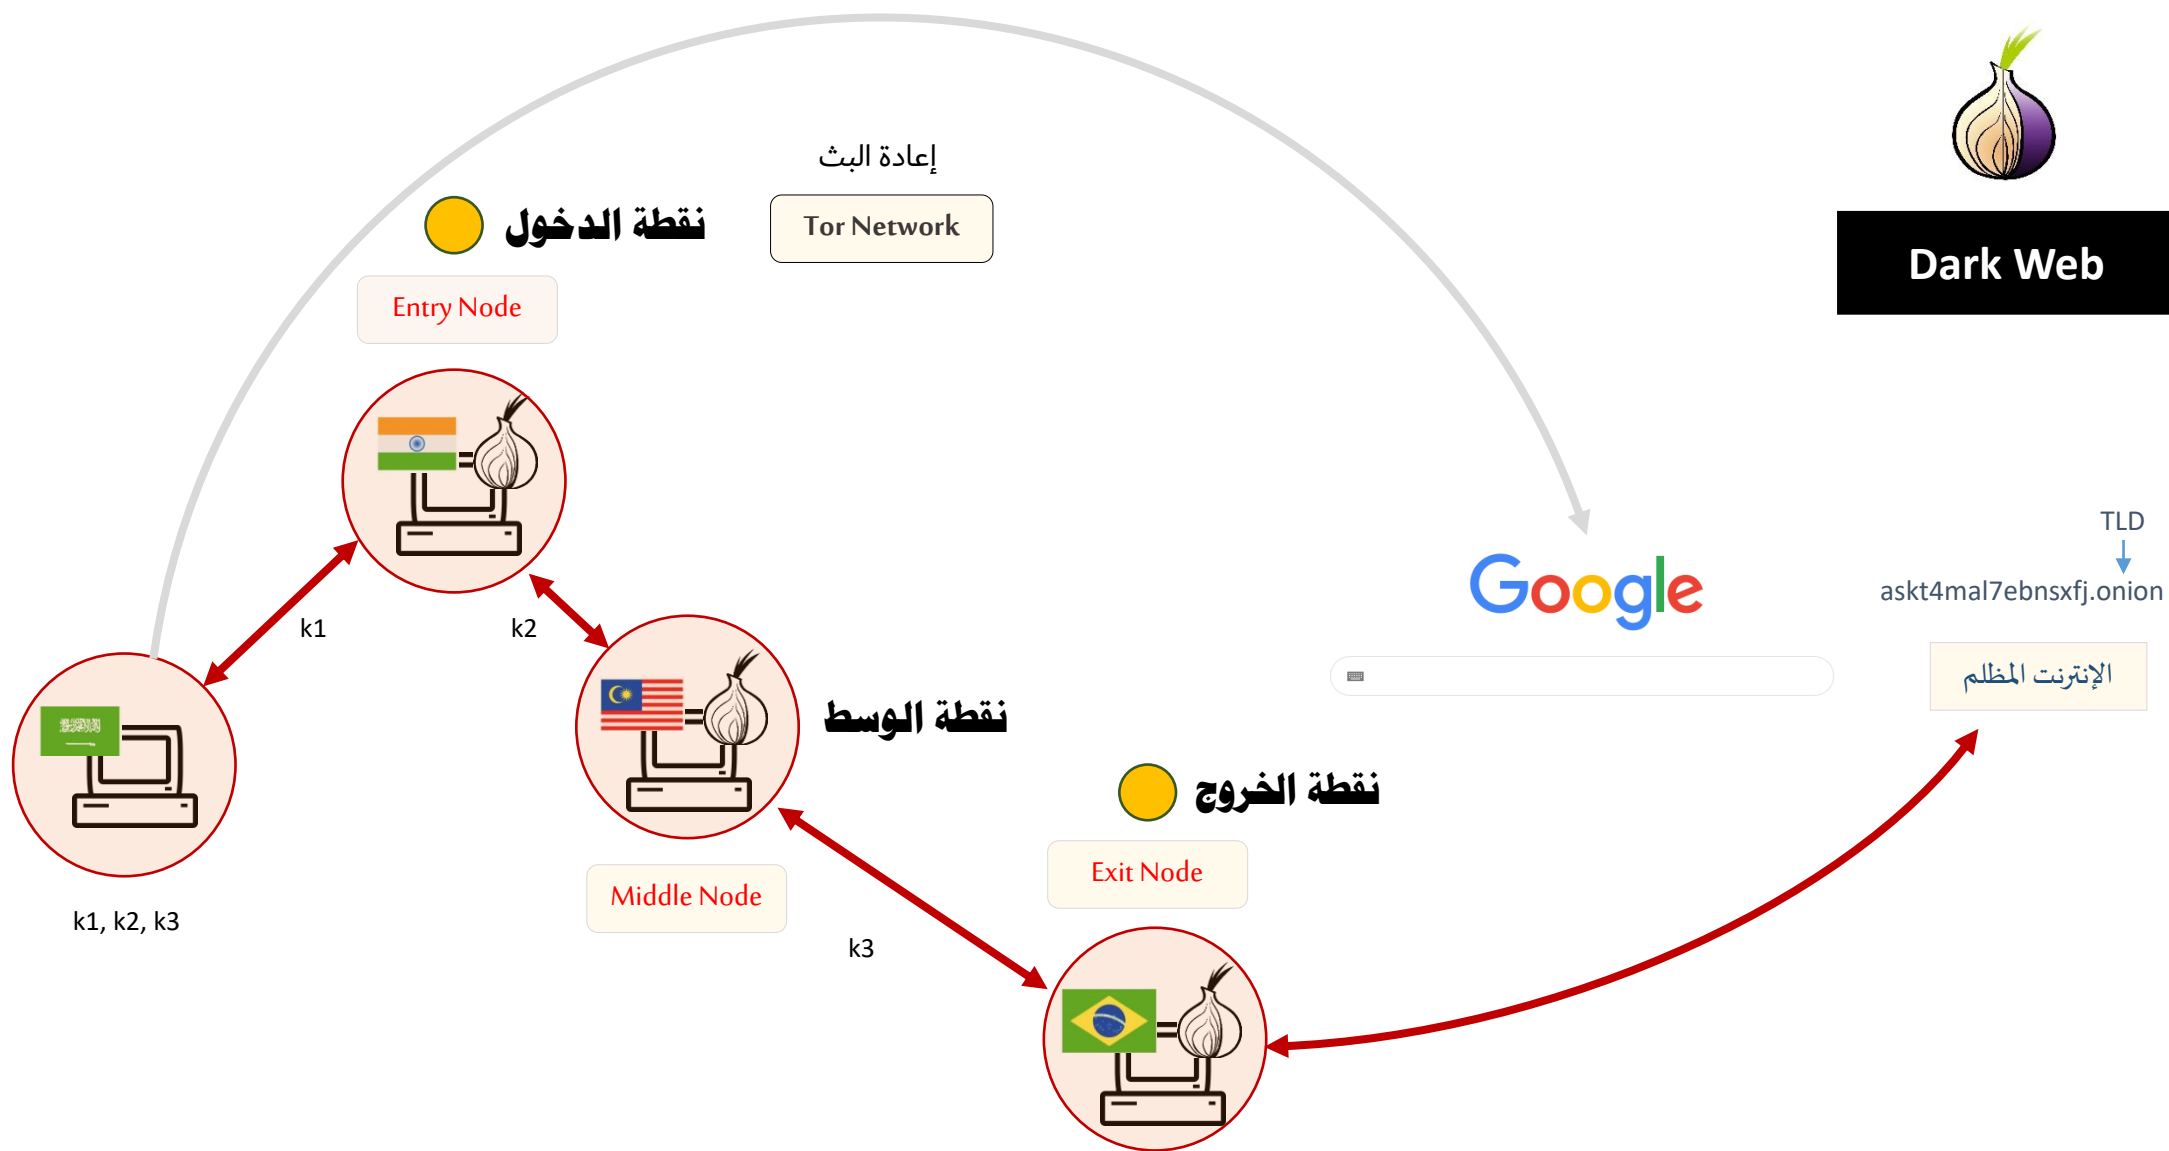 إعادة البث
Tor Network
نقطة الدخول
Entry Node
Dark Web
k1
k2
k1, k2, k3
نقطة الوسط
Middle Node
k3
نقطة الخروج
Exit Node
Google
TLD
askt4mal7ebnsxfj.onion
الإنترنت المظلم